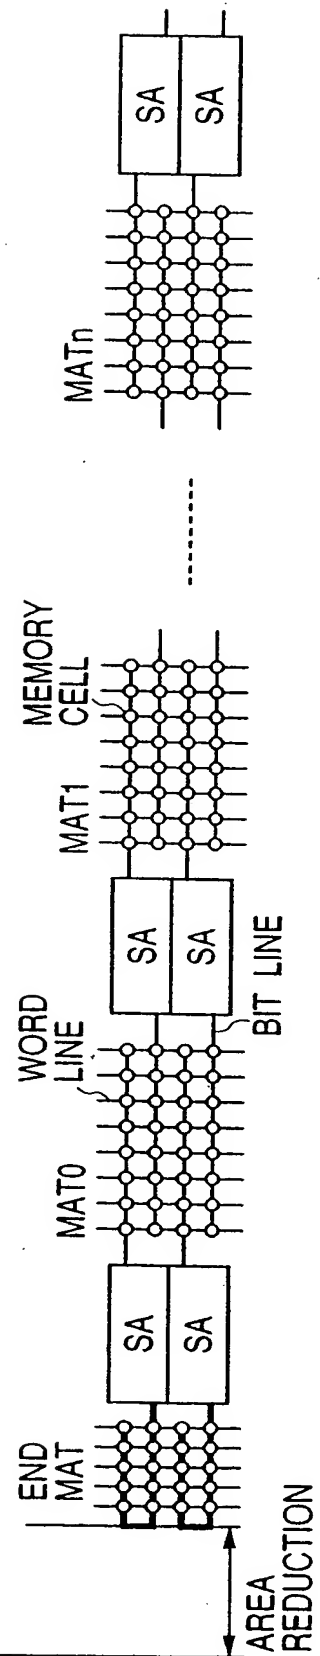 AREA
REDUCTION
END
MAT
SA
SA
MAT0
WORD
LINE
BIT LINE
SA
SA
MAT1
MEMORY
CELL
MATn
SA
SA